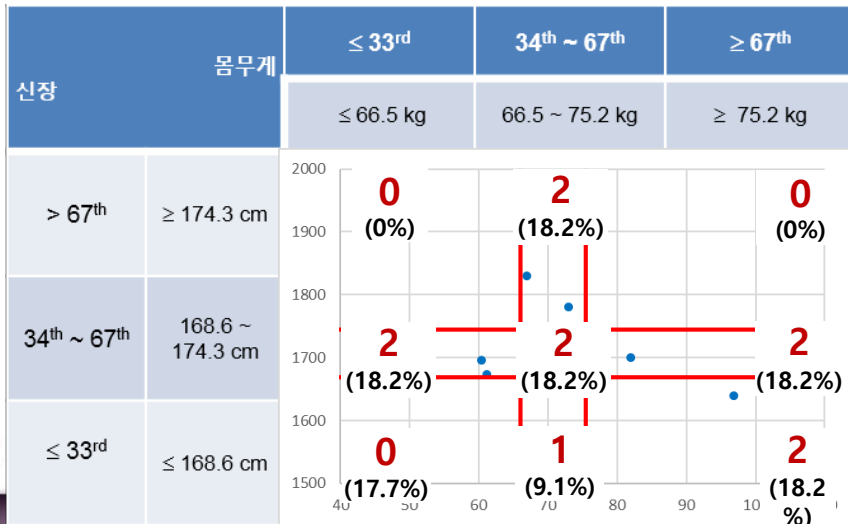 몸무게
신장
≤ 33rd
34th ~ 67th
≥ 67th
≤ 66.5 kg
66.5 ~ 75.2 kg
≥ 75.2 kg
> 67th
≥ 174.3 cm
34th ~ 67th
168.6 ~
174.3 cm
≤ 33rd
≤ 168.6 cm
2000
1900
1800
1700
1600
1500
0
(0%)
2
(18.2%)
0
(0%)
2
(18.2%)
2
(18.2%)
2
(18.2%)
0
(17.7%)
1
(9.1%)
2
(18.2
%)
40
60
70
80
90